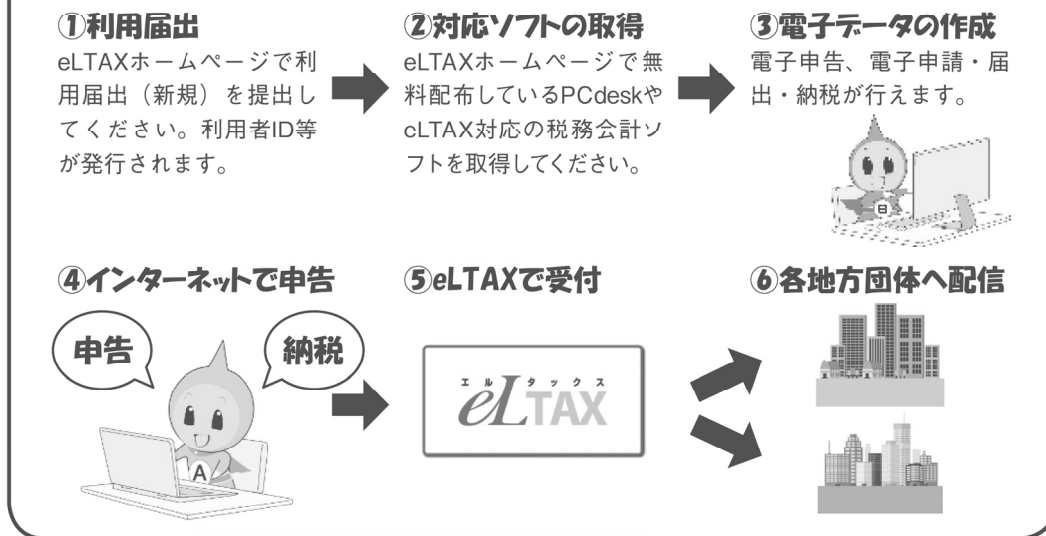 ①利用届出
eLTAXホームページで利
用届出（新規）を提出し
てください。利用者ID等
が発行されます。
②対応ソフトの取得
eLTAXホームページで無
料配布しているPCdeskや
cLTAX対応の税務会計ソ
フトを取得してください。
③電子データの作成
電子申告、電子申請・届
出・納税が行えます。
④インターネットで申告
申告
納税
A
⑤eLTAXで受付
エルタックス
eLTAX
⑥各地方団体へ配信